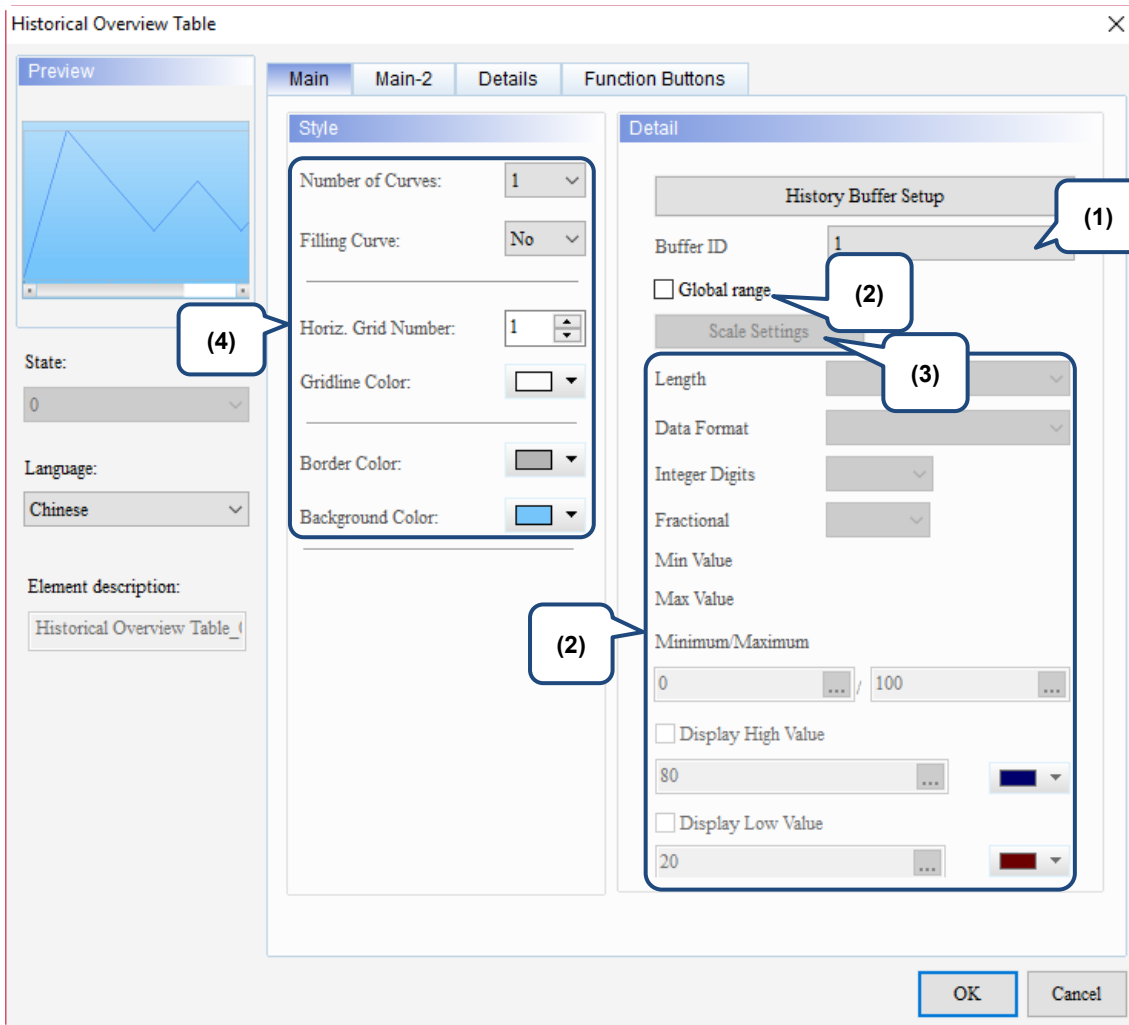 Historical Overview Table
Preview
Main
Main-2
Details
Function Buttons
Style
Detail
Number of Curves:
1
History Buffer Setup
(1)
Filling Curve:
No
Buffer ID
1
Global range
(2)
(4)
Horiz. Grid Number:
1
Scale Settings
(3)
State:
0
Gridline Color:
Length
Data Format
Language:
Chinese
Border Color:
Integer Digits
Background Color:
Fractional
Min Value
Element description:
Historical Overview Table_(
Max Value
(2)
Minimum/Maximum
0 ... / 100 ...
Display High Value
80 ...
Display Low Value
20 ...
OK
Cancel